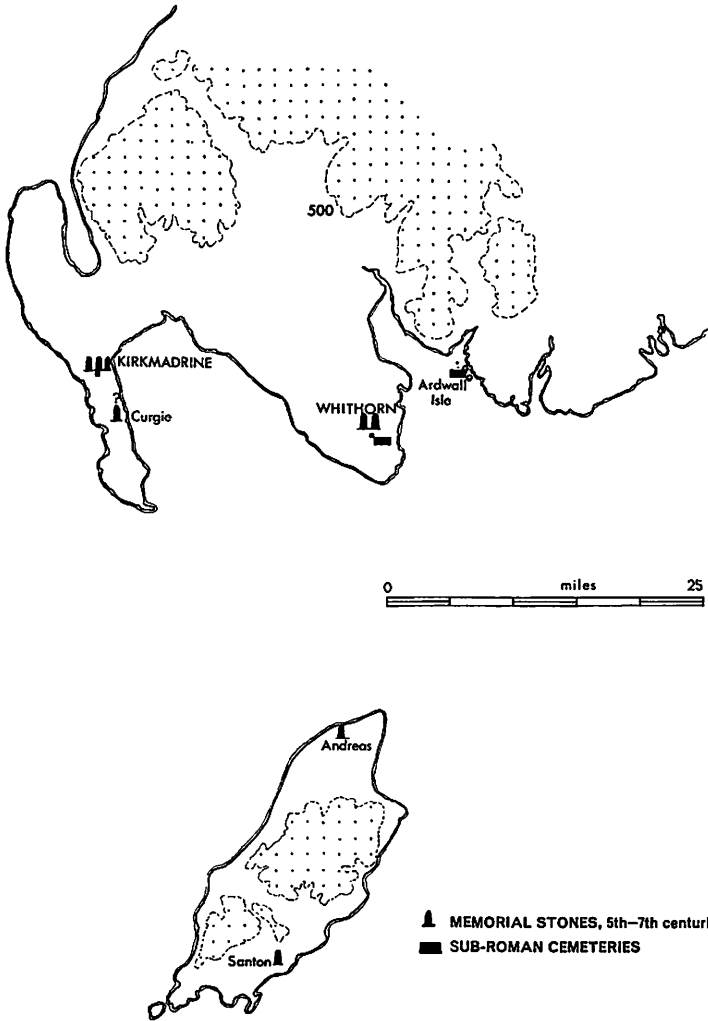 500
KIRKMADRINE
?
Curgie
WHITHORN
Ardwall
Isle
0 miles 25
Andreas
Santon
MEMORIAL STONES, 5th–7th centuri
SUB-ROMAN CEMETERIES